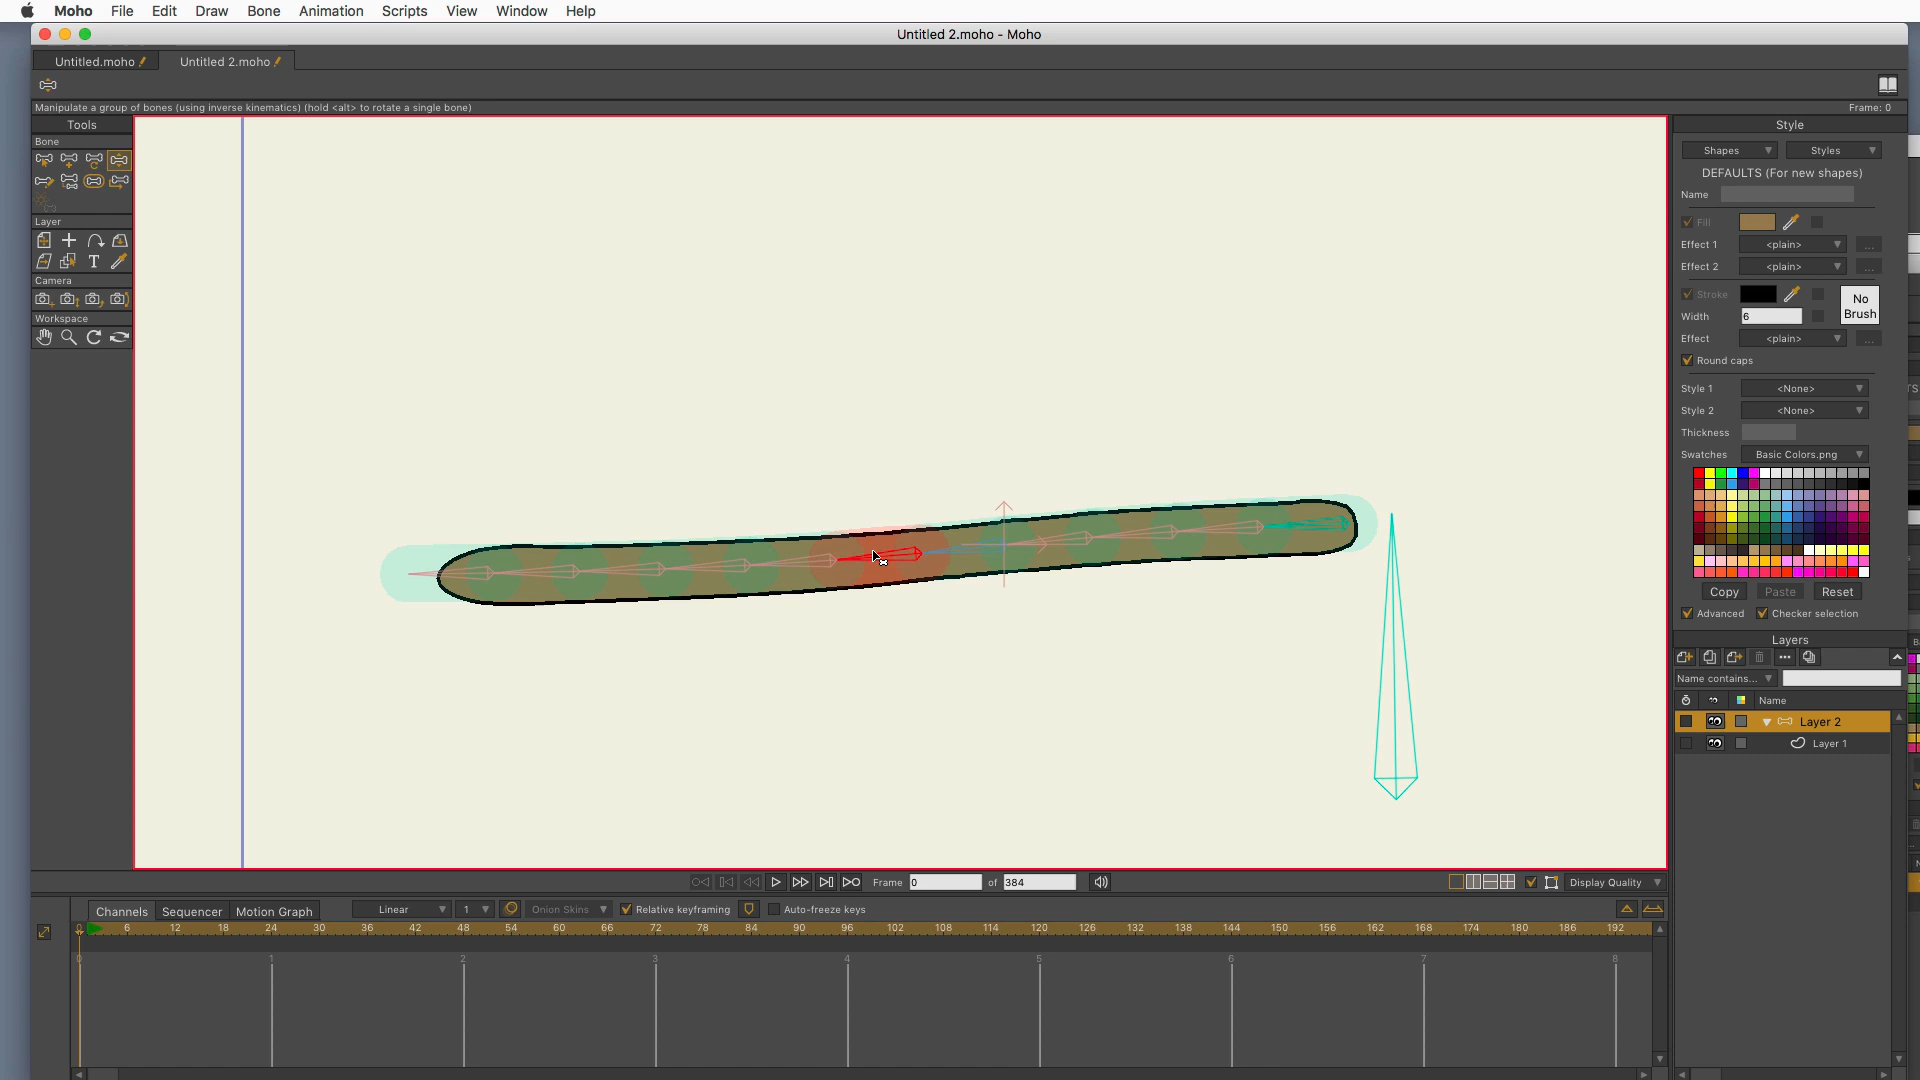 Moho File Edit Draw Bone Animation Scripts View Window Help
Untitled 2.moho - Moho
Untitled.moho Untitled 2.moho
Manipulate a group of bones (using inverse kinematics) (hold <alt> to rotate a single bone) Frame: 0
Tools
Bone
Layer
T
Camera
Workspace
Style
Shapes Styles
DEFAULTS (For new shapes)
Name
Fill
Effect 1 <plain> ...
Effect 2 <plain> ...
Stroke
No
Brush
Width 6
Effect <plain> ...
Round caps
Style 1 <None>
Style 2 <None>
Thickness
Swatches Basic Colors.png
Copy Paste Reset
Advanced Checker selection
Layers
Name contains...
Name
Layer 2
Layer 1
Frame 0 of 384 Display Quality
Channels Sequencer Motion Graph Linear 1 Onion Skins Relative keyframing Auto-freeze keys
0 6 12 18 24 30 36 42 48 54 60 66 72 78 84 90 96 102 108 114 120 126 132 138 144 150 156 162 168 174 180 186 192
0 1 2 3 4 5 6 7 8